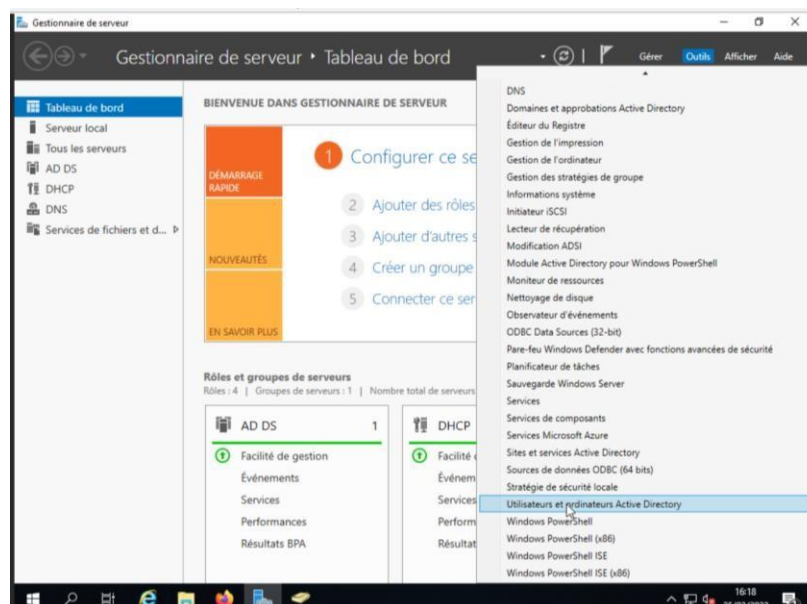 Gestionnaire de serveur
Gestionnaire de serveur • Tableau de bord
Gérer Outils Afficher Aide
Tableau de bord
Serveur local
Tous les serveurs
AD DS
DHCP
DNS
Services de fichiers et d...
BIENVENUE DANS GESTIONNAIRE DE SERVEUR
DÉMARRAGE
RAPIDE
NOUVEAUTÉS
EN SAVOIR PLUS
1 Configurer ce se
2 Ajouter des rôles
3 Ajouter d'autres s
4 Créer un groupe
5 Connecter ce ser
Rôles et groupes de serveurs
Rôles : 4 | Groupes de serveurs : 1 | Nombre total de serveurs
AD DS 1
Facilité de gestion
Événements
Services
Performances
Résultats BPA
DHCP
Facilité
Événem
Services
Perform
Résultat
DNS
Domaines et approbations Active Directory
Éditeur du Registre
Gestion de l'impression
Gestion de l'ordinateur
Gestion des stratégies de groupe
Informations système
Initiateur iSCSI
Lecteur de récupération
Modification ADSI
Module Active Directory pour Windows PowerShell
Moniteur de ressources
Nettoyage de disque
Observateur d'événements
ODBC Data Sources (32-bit)
Pare-feu Windows Defender avec fonctions avancées de sécurité
Planificateur de tâches
Sauvegarde Windows Server
Services
Services de composants
Services Microsoft Azure
Sites et services Active Directory
Sources de données ODBC (64 bits)
Stratégie de sécurité locale
Utilisateurs et ordinateurs Active Directory
Windows PowerShell
Windows PowerShell (x86)
Windows PowerShell ISE
Windows PowerShell ISE (x86)
16:18